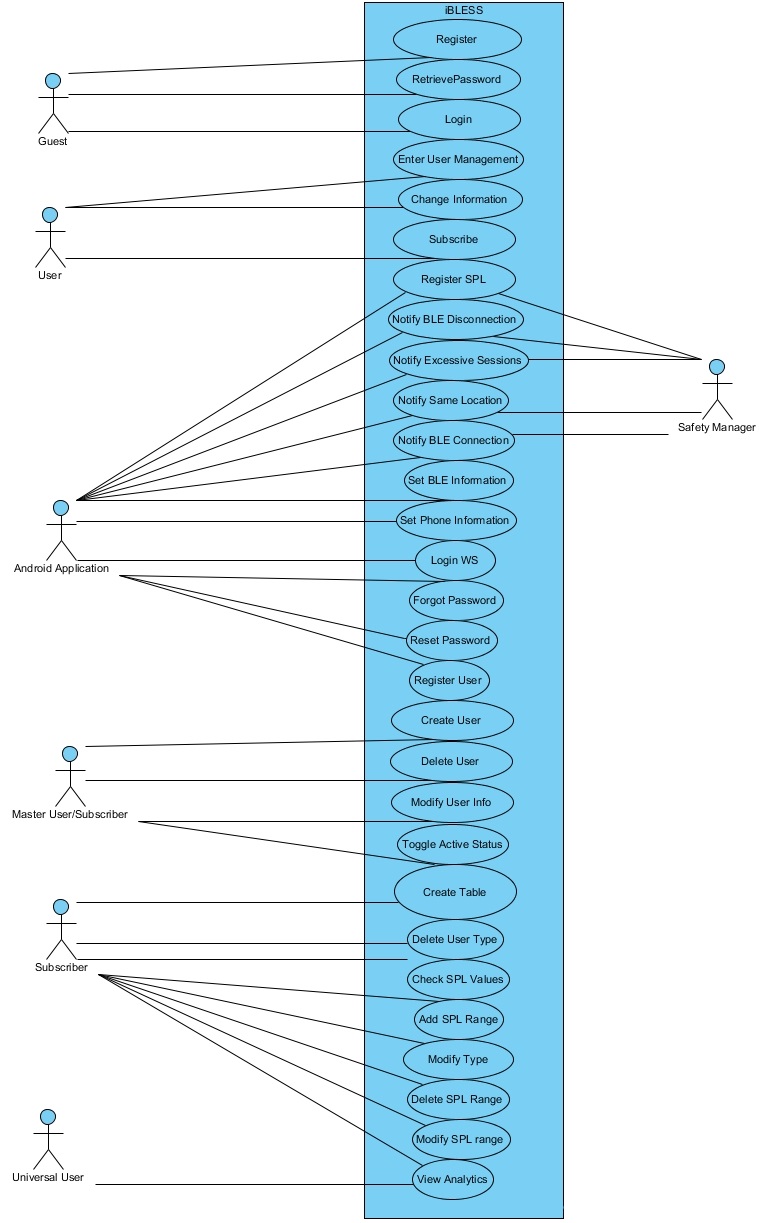 iBLESS
Register
RetrievePassword
Guest
Login
Enter User Management
Change Information
User
Subscribe
Register SPL
Notify BLE Disconnection
Notify Excessive Sessions
Notify Same Location
Safety Manager
Notify BLE Connection
Set BLE Information
Set Phone Information
Android Application
Login WS
Forgot Password
Reset Password
Register User
Create User
Delete User
Master User/Subscriber
Modify User Info
Toggle Active Status
Create Table
Delete User Type
Subscriber
Check SPL Values
Add SPL Range
Modify Type
Delete SPL Range
Modify SPL range
Universal User
View Analytics